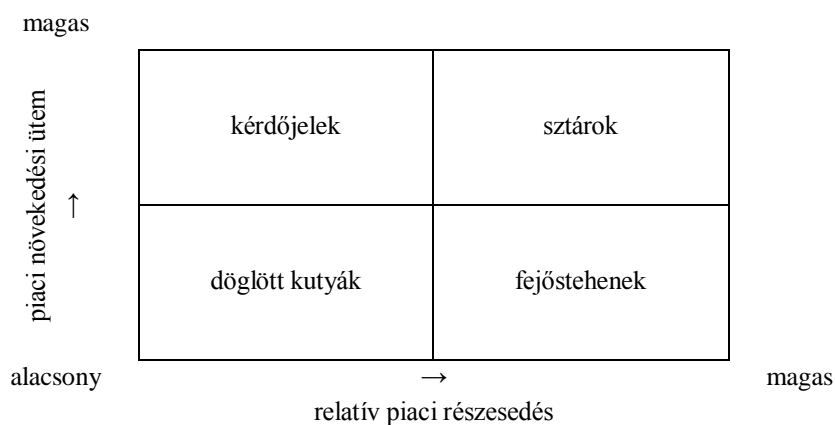 magas
kérdőjelek
sztárok
piaci növekedési ütem
↑
döglött kutyák
fejőstehenek
alacsony
→
magas
relatív piaci részesedés